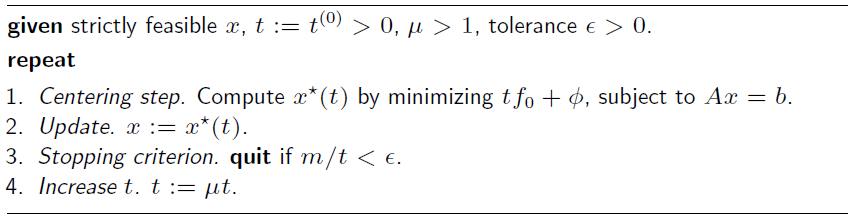 given strictly feasible x, t := t⁽⁰⁾ > 0, μ > 1, tolerance ϵ > 0.
repeat
1. Centering step. Compute x⋆(t) by minimizing tf₀ + ϕ, subject to Ax = b.
2. Update. x := x⋆(t).
3. Stopping criterion. quit if m/t < ϵ.
4. Increase t. t := μt.